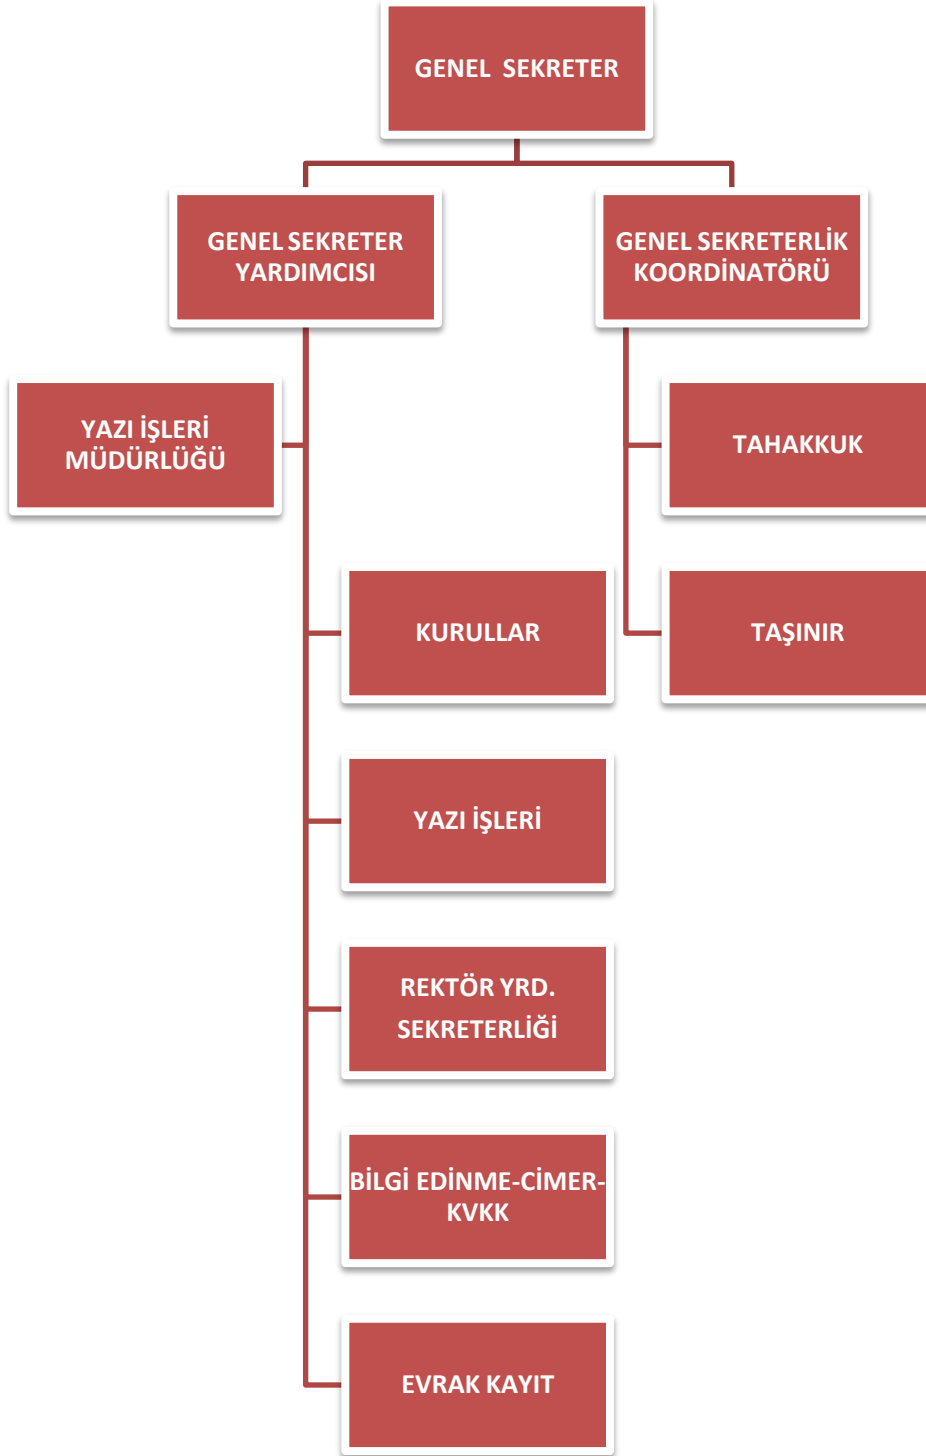 GENEL  SEKRETER
GENEL SEKRETER
YARDIMCISI
GENEL SEKRETERLİK
KOORDİNATÖRÜ
YAZI İŞLERİ
MÜDÜRLÜĞÜ
TAHAKKUK
KURULLAR
TAŞINIR
YAZI İŞLERİ
REKTÖR YRD.
SEKRETERLİĞİ
BİLGİ EDİNME-CİMER-
KVKK
EVRAK KAYIT